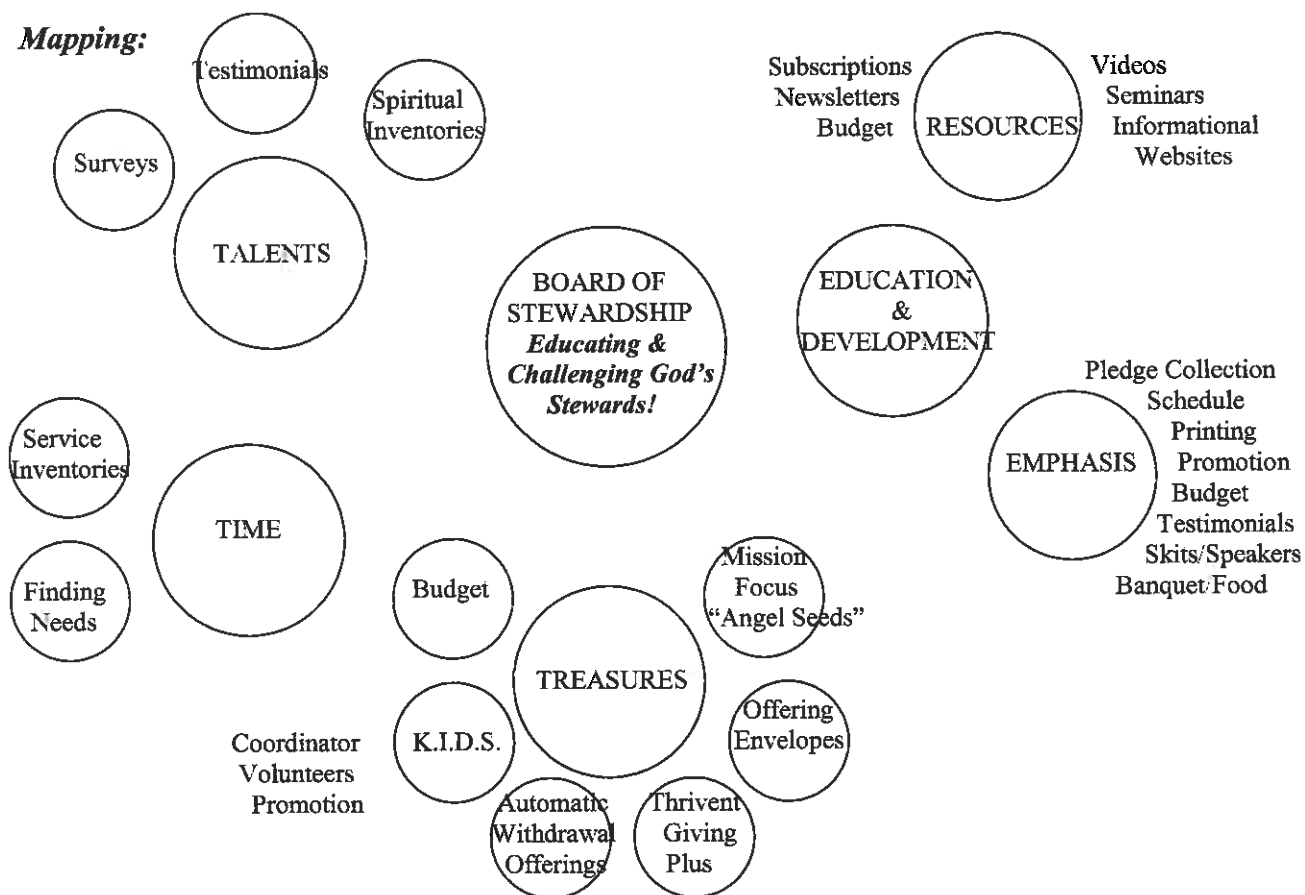 Mapping:
Testimonials
Spiritual
Inventories
Surveys
TALENTS
Subscriptions
Newsletters
Budget
RESOURCES
Videos
Seminars
Informational
Websites
BOARD OF
STEWARDSHIP
Educating &
Challenging God's
Stewards!
EDUCATION
&
DEVELOPMENT
EMPHASIS
Pledge Collection
Schedule
Printing
Promotion
Budget
Testimonials
Skits/Speakers
Banquet/Food
Service
Inventories
Finding
Needs
TIME
Budget
Mission
Focus
“Angel Seeds”
TREASURES
Offering
Envelopes
K.I.D.S.
Coordinator
Volunteers
Promotion
Automatic
Withdrawal
Offerings
Thrivent
Giving
Plus